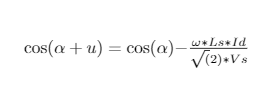 cos(α + u) = cos(α)− ω∗Ls∗Id / √(2)∗Vs